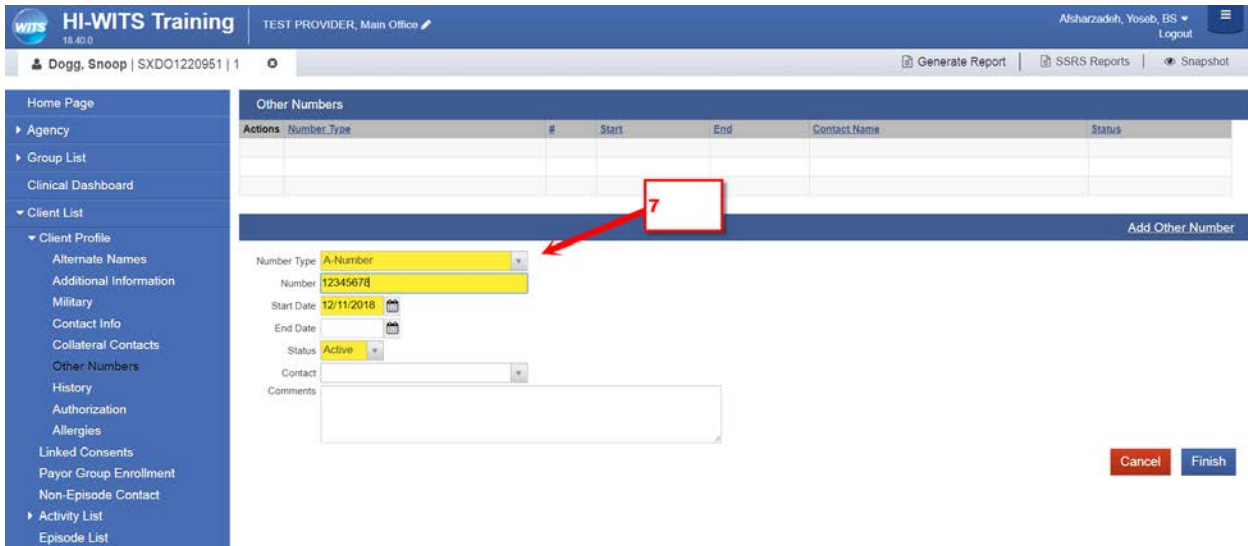 WITS
HI-WITS Training
18.40.0
TEST PROVIDER, Main Office
Afsharzadeh, Yoseb, BS
Logout
Dogg, Snoop | SXDO1220951 | 1
Generate Report
SSRS Reports
Snapshot
Home Page
Agency
Group List
Clinical Dashboard
Client List
Client Profile
Alternate Names
Additional Information
Military
Contact Info
Collateral Contacts
Other Numbers
History
Authorization
Allergies
Linked Consents
Payor Group Enrollment
Non-Episode Contact
Activity List
Episode List
Other Numbers
Actions Number Type # Start End Contact Name Status
7
Add Other Number
Number Type A-Number
Number 12345678
Start Date 12/11/2018
End Date
Status Active
Contact
Comments
Cancel Finish